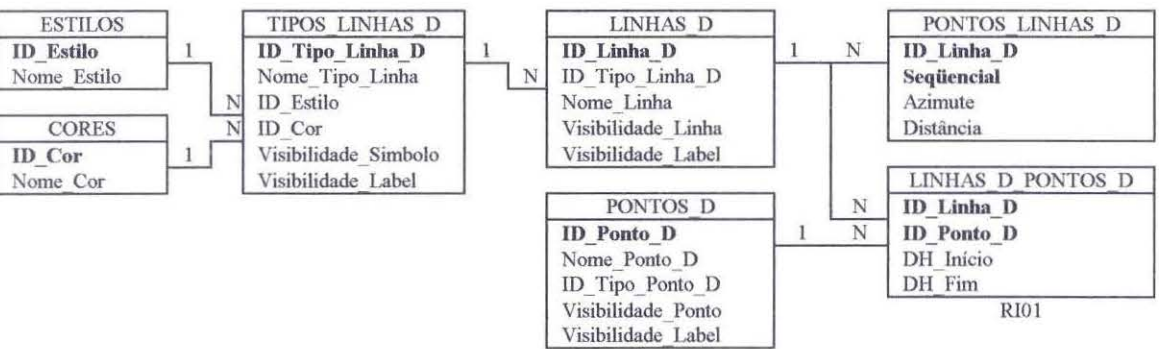 ESTILOS
ID_Estilo
Nome_Estilo
1
N
CORES
ID_Cor
Nome_Cor
1
N
TIPOS_LINHAS_D
ID_Tipo_Linha_D
Nome_Tipo_Linha
ID_Estilo
ID_Cor
Visibilidade_Simbolo
Visibilidade_Label
1
N
LINHAS_D
ID_Linha_D
ID_Tipo_Linha_D
Nome_Linha
Visibilidade_Linha
Visibilidade_Label
1
N
PONTOS_LINHAS_D
ID_Linha_D
Seqüencial
Azimute
Distância
PONTOS_D
ID_Ponto_D
Nome_Ponto_D
ID_Tipo_Ponto_D
Visibilidade_Ponto
Visibilidade_Label
N
1
N
LINHAS_D_PONTOS_D
ID_Linha_D
ID_Ponto_D
DH_Início
DH_Fim
RI01